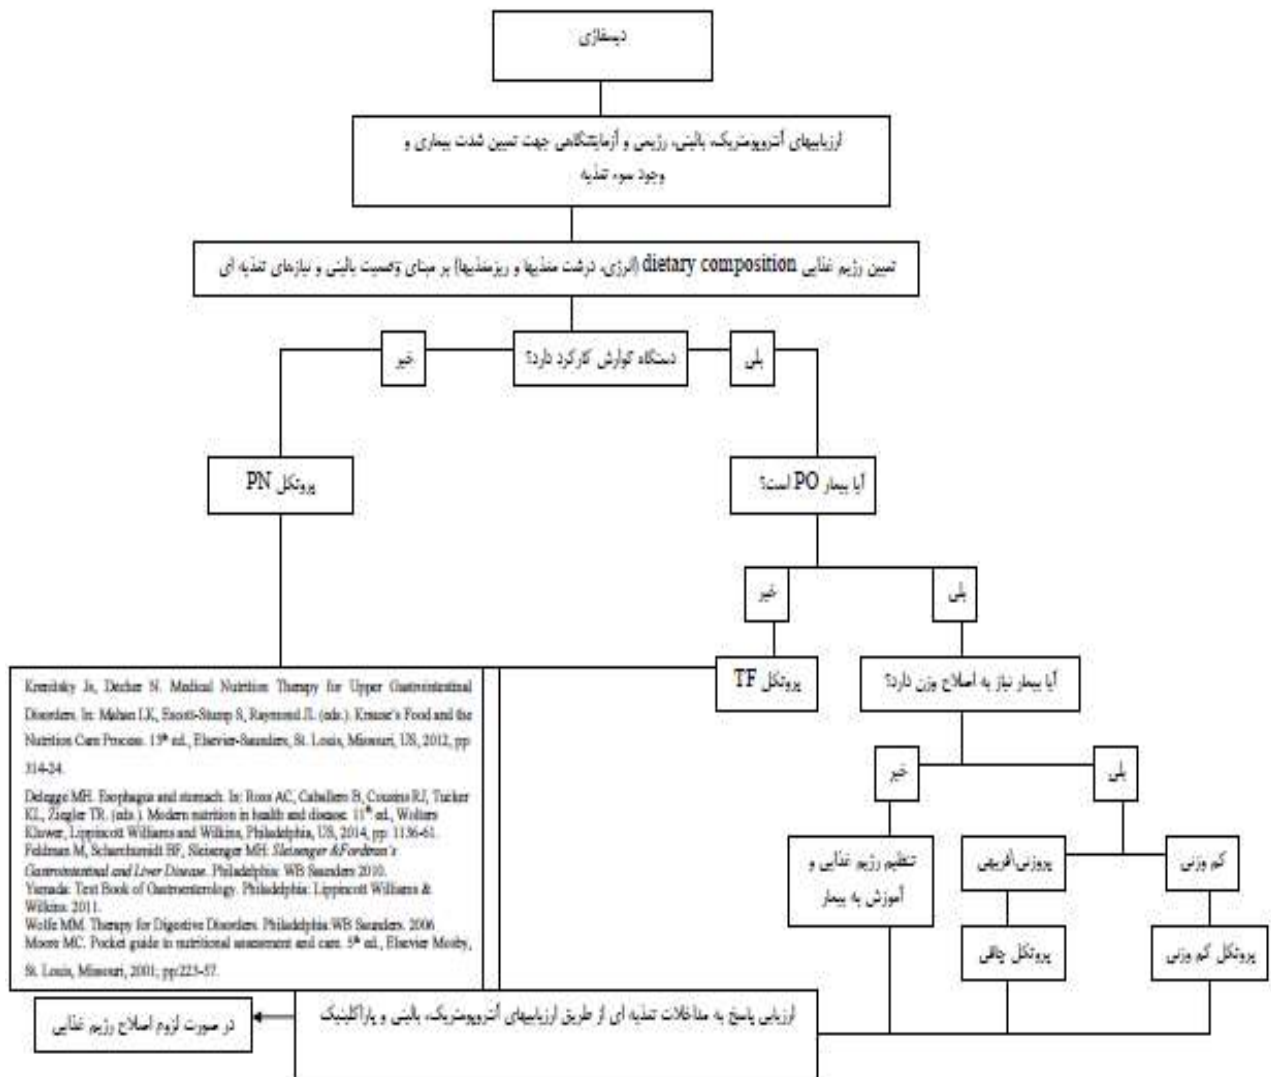 دیسفاژی
ارزیابیهای آنتروپومتریک، بالینی، رژیمی و آزمایشگاهی جهت تعیین شدت بیماری و
وجود سوء تغذیه
تعیین رژیم غذایی dietary composition (انرژی، درشت مغذیها و ریزمغذیها) بر مبنای وضعیت بالینی و نیازهای تغذیه ای
دستگاه گوارش کارکرد دارد؟
بلی
خیر
پروتکل PN
آیا بیمار PO است؟
بلی
خیر
پروتکل TF
آیا بیمار نیاز به اصلاح وزن دارد؟
بلی
خیر
کم وزنی
پروزنی\فربهی
تنظیم رژیم غذایی و
آموزش به بیمار
پروتکل کم وزنی
پروتکل چاقی
Krenitsky Js, Decher N. Medical Nutrition Therapy for Upper Gastrointestinal
Disorders. In: Mahan LK, Escott-Stump S, Raymond JL (eds.). Krause's Food and the
Nutrition Care Process. 13th ed., Elsevier-Saunders, St. Louis, Missouri, US, 2012, pp
314-24.
Delegge MH. Esophagus and stomach. In: Ross AC, Caballero B, Cousins RJ, Tucker
KL, Ziegler TR. (eds.). Modern nutrition in health and disease. 11th ed., Wolters
Kluwer, Lippincott Williams and Wilkins, Philadelphia, US, 2014, pp: 1136-61.
Feldman M, Scharchmidt BF, Sleisenger MH: Sleisenger &Fordtran's
Gastrointestinal and Liver Disease. Philadelphia: WB Saunders 2010.
Yamada: Text Book of Gastroenterology. Philadelphia: Lippincott Williams &
Wilkins. 2011.
Wolfe MM. Therapy for Digestive Disorders. Philadelphia:WB Saunders. 2006
Moore MC. Pocket guide to nutritional assessment and care. 5th ed., Elsevier Mosby,
St. Louis, Missouri, 2001; pp:223-57.
ارزیابی پاسخ به مداخلات تغذیه ای از طریق ارزیابیهای آنتروپومتریک، بالینی و پاراکلینیک
در صورت لزوم اصلاح رژیم غذایی